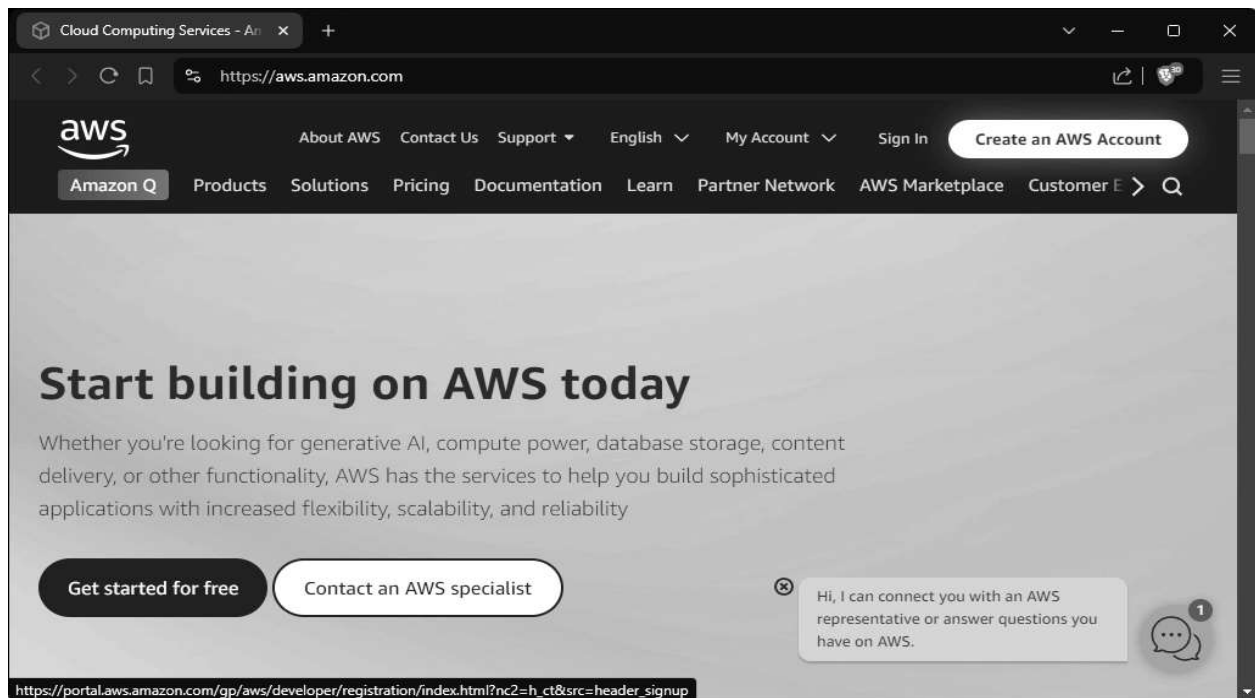 Cloud Computing Services - An
https://aws.amazon.com
30
aws
About AWS Contact Us Support English My Account Sign In Create an AWS Account
Amazon Q Products Solutions Pricing Documentation Learn Partner Network AWS Marketplace Customer E
Start building on AWS today
Whether you're looking for generative AI, compute power, database storage, content
delivery, or other functionality, AWS has the services to help you build sophisticated
applications with increased flexibility, scalability, and reliability
Get started for free Contact an AWS specialist
Hi, I can connect you with an AWS
representative or answer questions you
have on AWS.
1
https://portal.aws.amazon.com/gp/aws/developer/registration/index.html?nc2=h_ct&src=header_signup